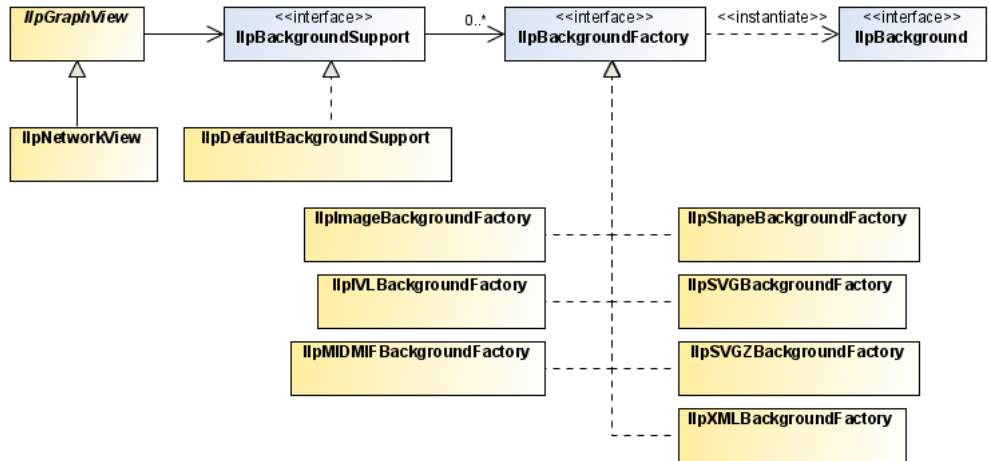 IlpGraphView
<<interface>>
IlpBackgroundSupport
0..*
<<interface>>
IlpBackgroundFactory
<<instantiate>>
<<interface>>
IlpBackground
IlpNetworkView
IlpDefaultBackgroundSupport
IlpImageBackgroundFactory
IlpShapeBackgroundFactory
IlpIVLBackgroundFactory
IlpSVGBackgroundFactory
IlpMIDMIFBackgroundFactory
IlpSVGZBackgroundFactory
IlpXMLBackgroundFactory